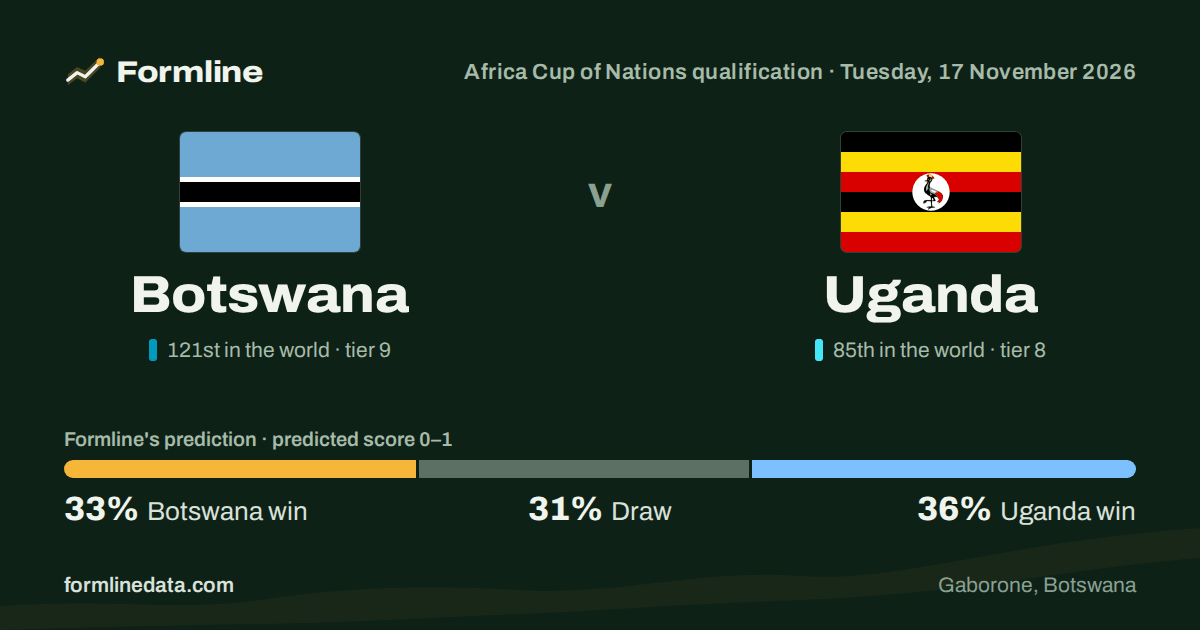 Formline
Africa Cup of Nations qualification · Tuesday, 17 November 2026
v
Botswana
Uganda
121st in the world · tier 9
85th in the world · tier 8
Formline's prediction · predicted score 0–1
33% Botswana win
31% Draw
36% Uganda win
formlinedata.com
Gaborone, Botswana